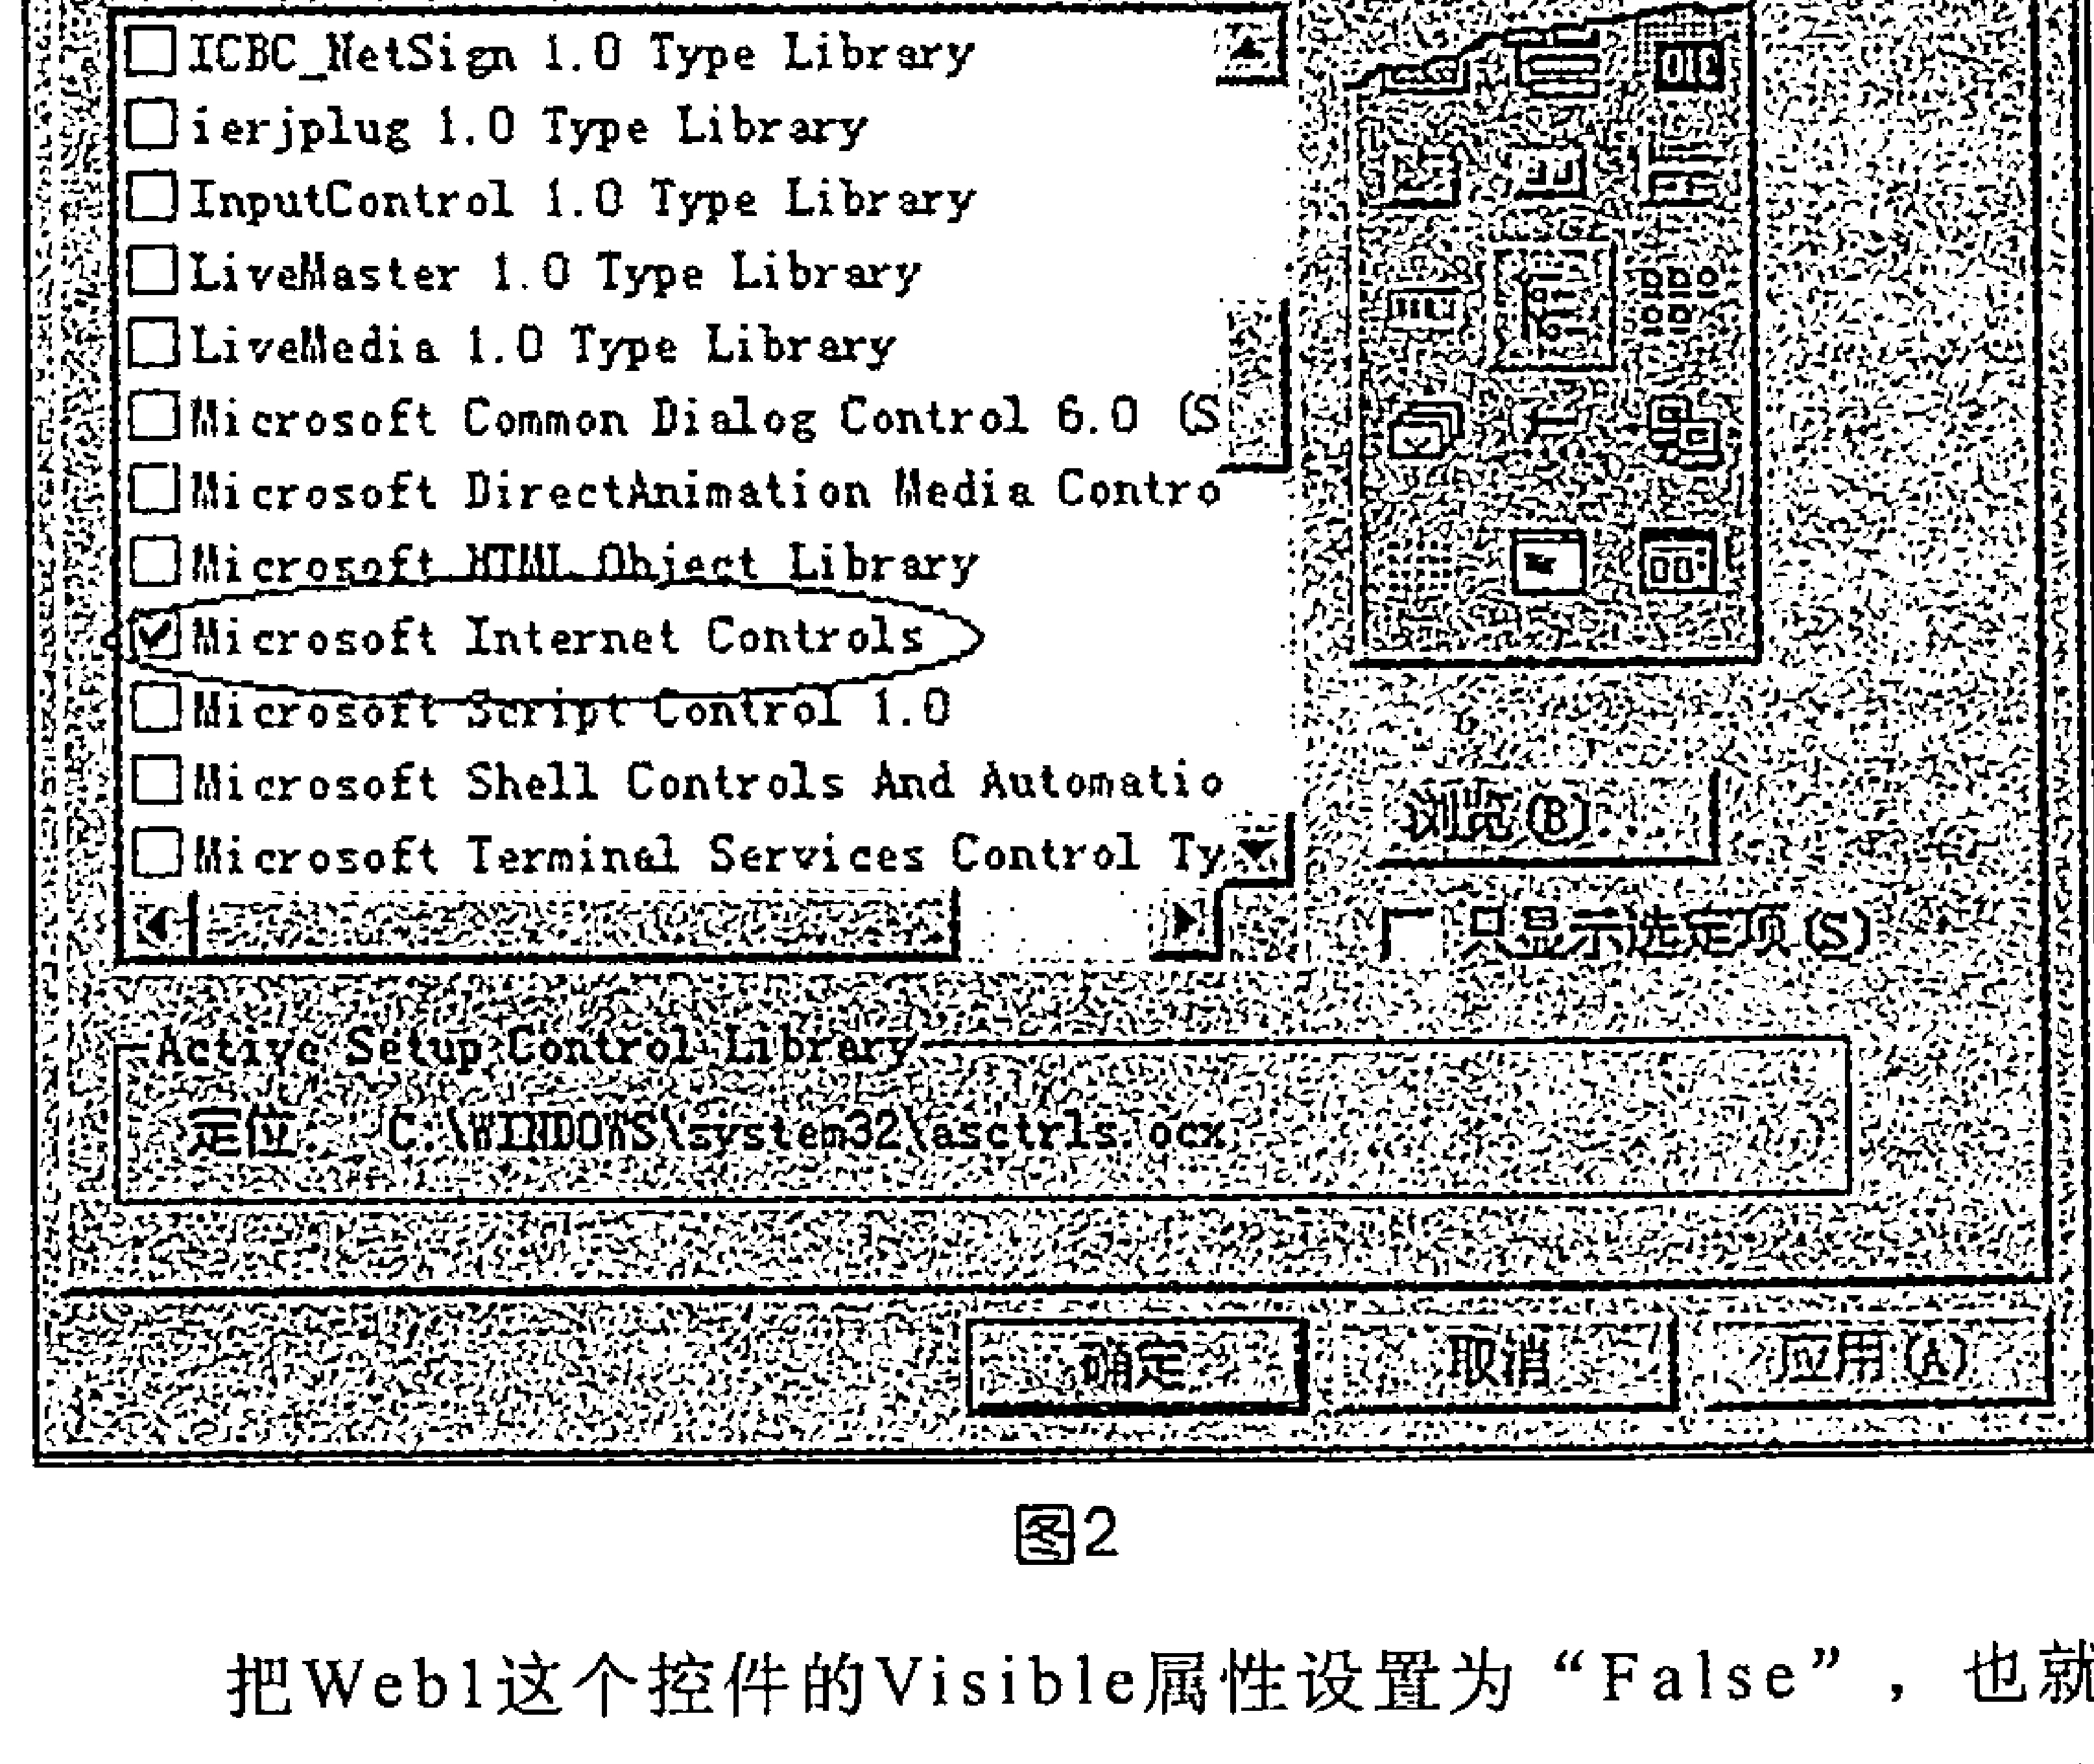 ICBC_NetSign 1.0 Type Library
ierjplug 1.0 Type Library
InputControl 1.0 Type Library
LiveMaster 1.0 Type Library
LiveMedia 1.0 Type Library
Microsoft Common Dialog Control 6.0 (S
Microsoft DirectAnimation Media Contro
Microsoft HTML Object Library
Microsoft Internet Controls
Microsoft Script Control 1.0
Microsoft Shell Controls And Automatio
Microsoft Terminal Services Control Ty
浏览(B)...
只显示选定项(S)
Active Setup Control Library
定位: C:\WINDOWS\system32\asctrls.ocx
确定
取消
应用(A)
图2
把Web1这个控件的Visible属性设置为“False”，也就